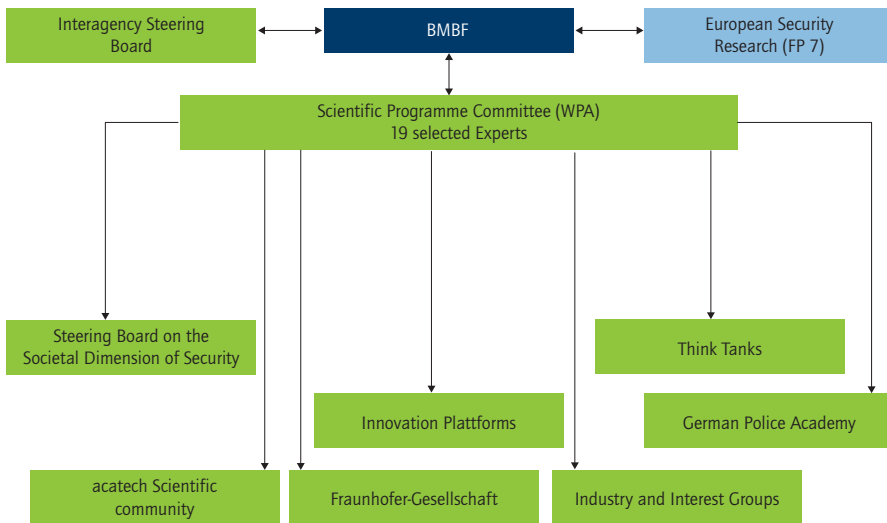 Interagency Steering
Board
BMBF
European Security
Research (FP 7)
Scientific Programme Committee (WPA)
19 selected Experts
Steering Board on the
Societal Dimension of Security
Think Tanks
Innovation Plattforms
German Police Academy
acatech Scientific
community
Fraunhofer-Gesellschaft
Industry and Interest Groups